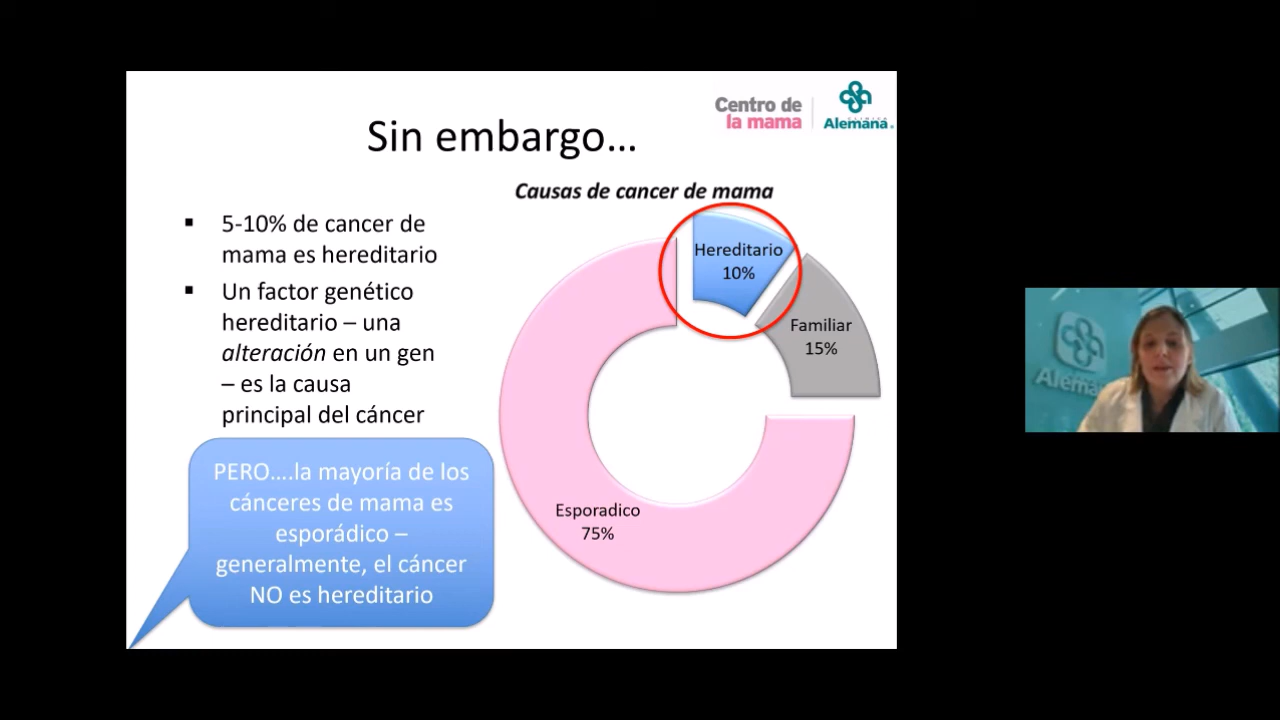 Centro de
la mama
CLINICA
Alemana
Sin embargo...
Causas de cancer de mama
▪ 5-10% de cancer de
mama es hereditario
▪ Un factor genético
hereditario – una
alteración en un gen
– es la causa
principal del cáncer
PERO....la mayoría de los
cánceres de mama es
esporádico –
generalmente, el cáncer
NO es hereditario
Hereditario
10%
Familiar
15%
Esporadico
75%
Alemana